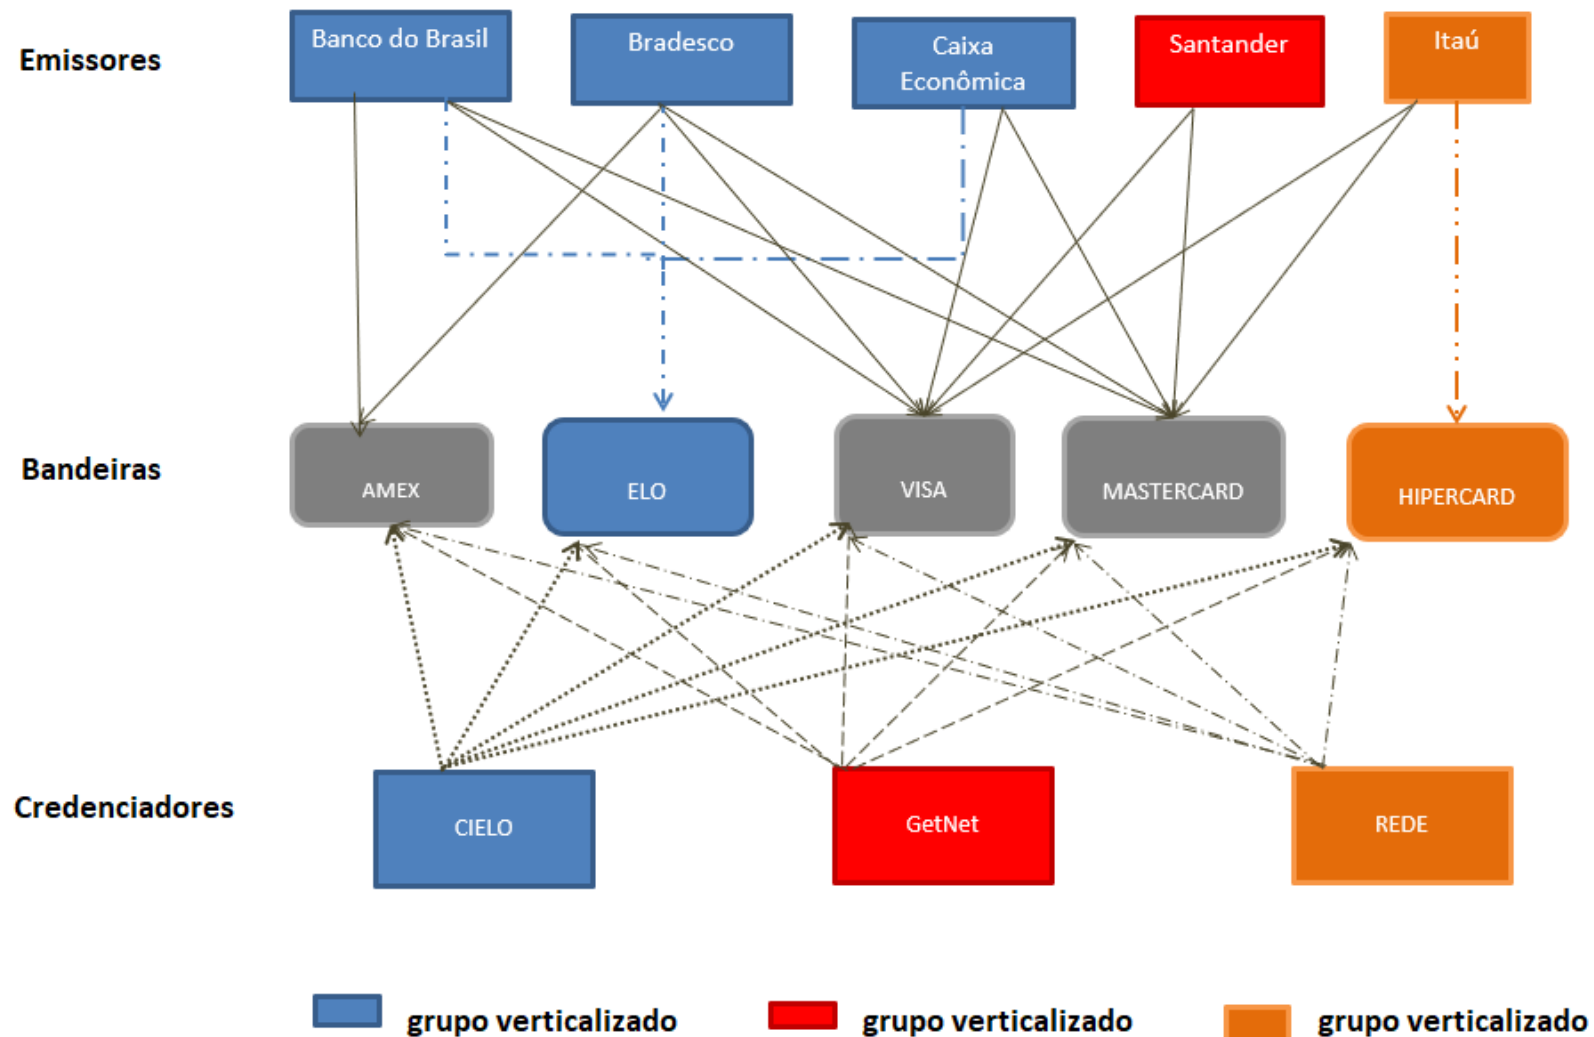 Emissores
Banco do Brasil
Bradesco
Caixa
Econômica
Santander
Itaú
Bandeiras
AMEX
ELO
VISA
MASTERCARD
HIPERCARD
Credenciadores
CIELO
GetNet
REDE
grupo verticalizado
grupo verticalizado
grupo verticalizado